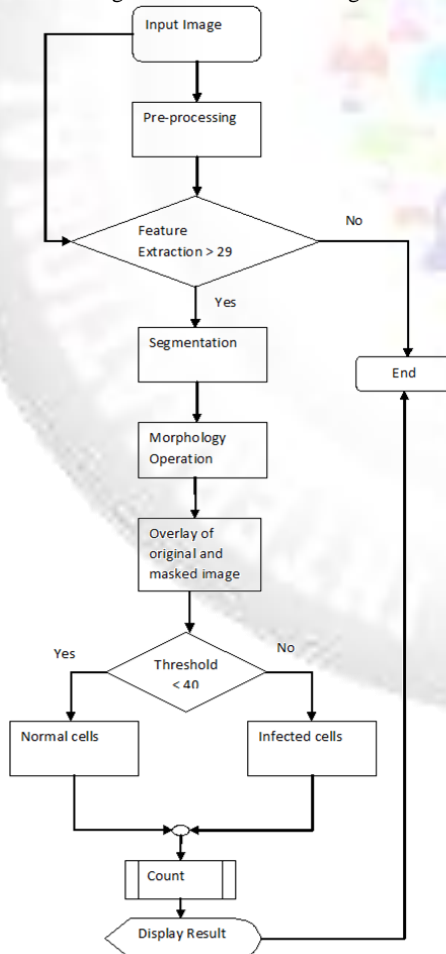 Input Image
Pre-processing
Feature
Extraction > 29
No
Yes
Segmentation
End
Morphology
Operation
Overlay of
original and
masked image
Yes
Threshold
< 40
No
Normal cells
Infected cells
Count
Display Result